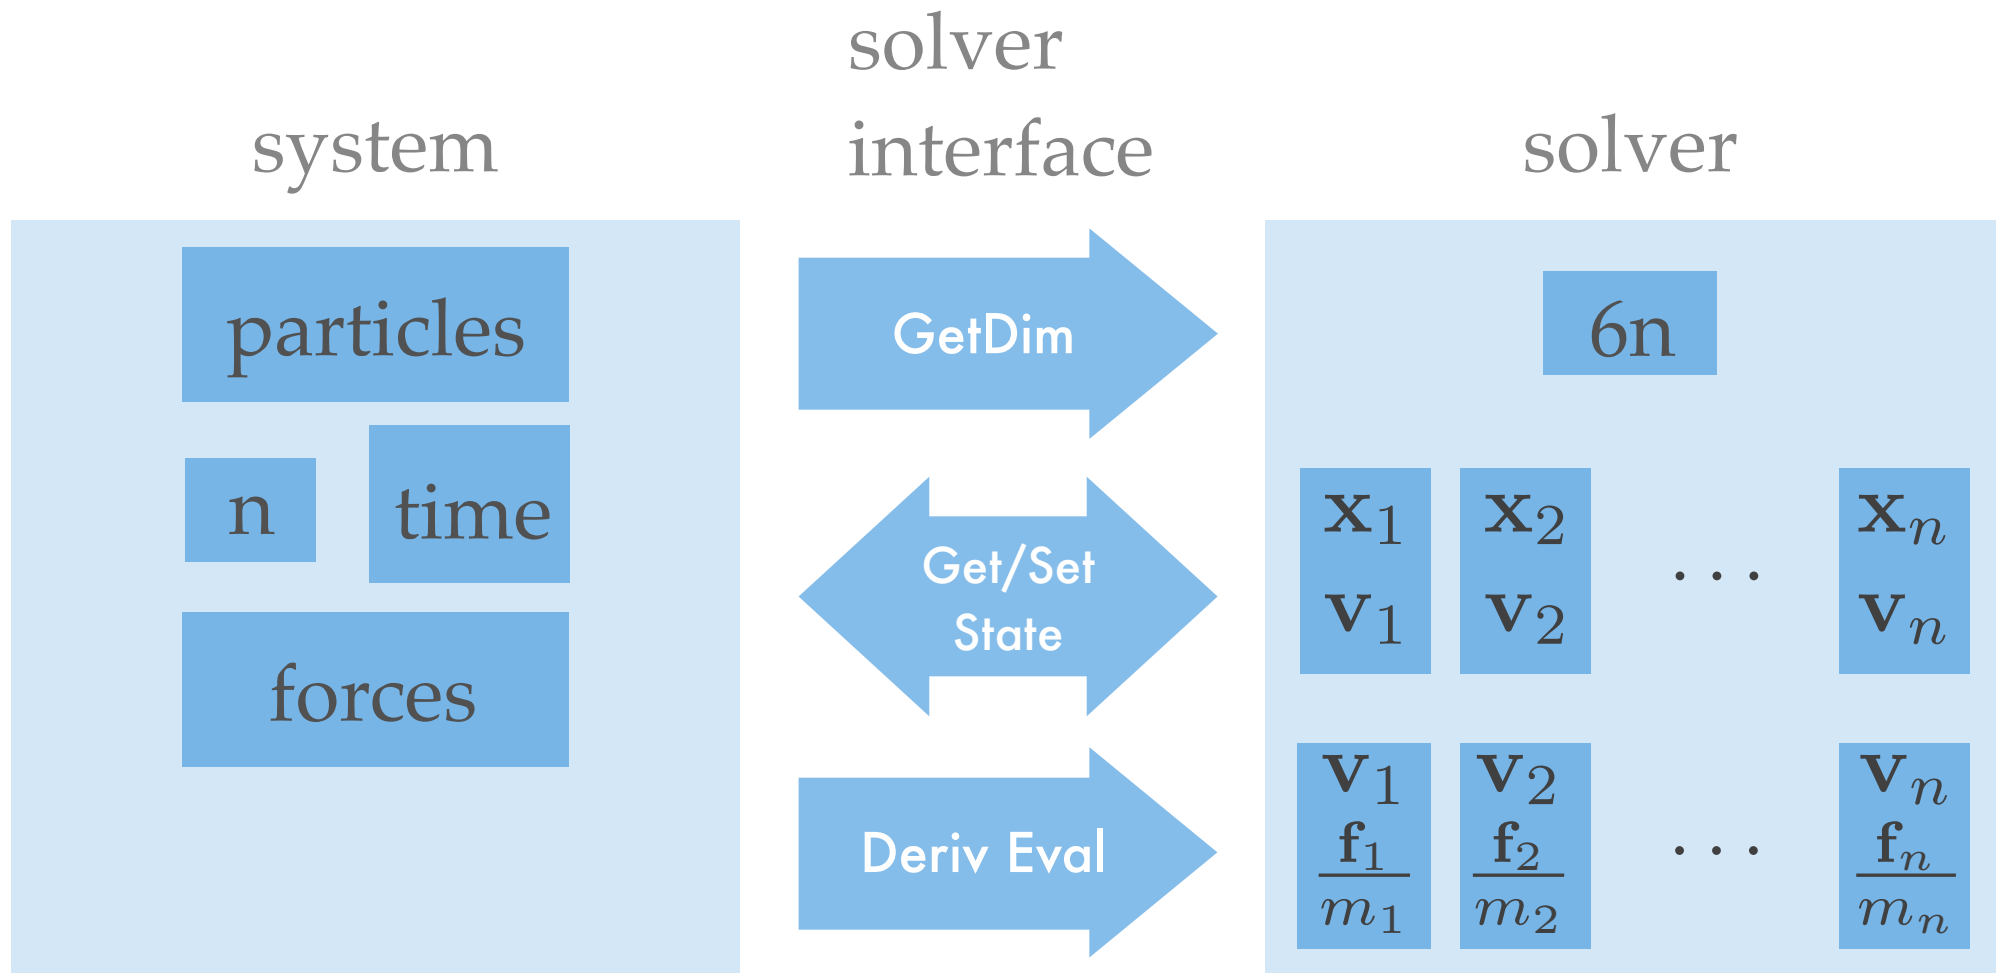 solver
interface
system
solver
particles
n
time
forces
GetDim
Get/Set
State
Deriv Eval
6n
x₁ x₂ ... xₙ
v₁ v₂ ... vₙ
v₁ v₂ ... vₙ
f₁ f₂ ... fₙ
m₁ m₂ mₙ